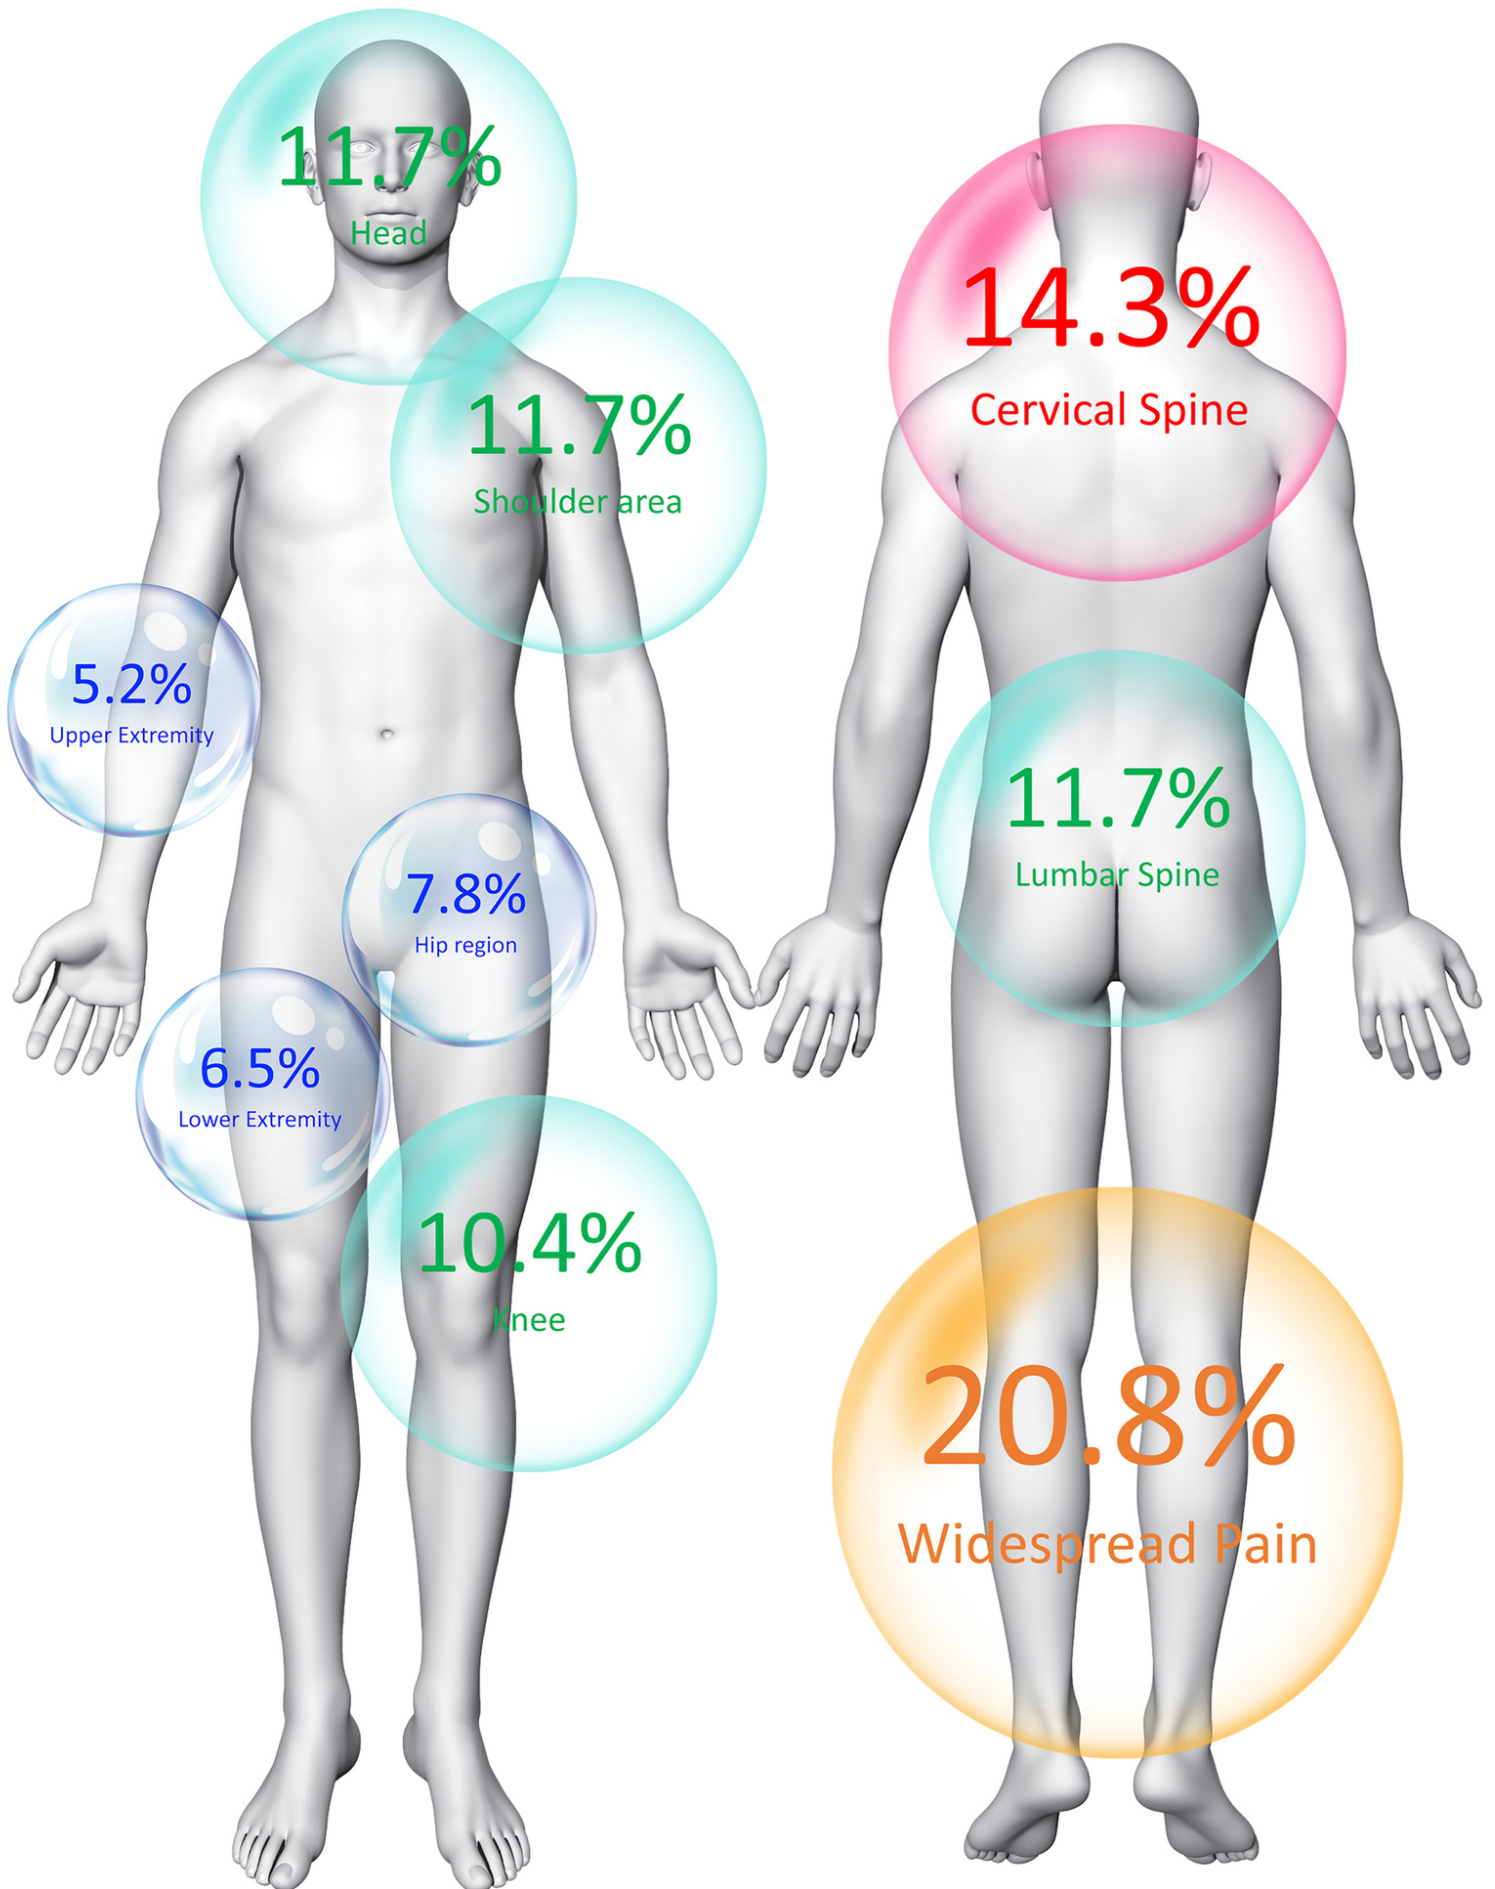 11.7%
Head
11.7%
Shoulder area
5.2%
Upper Extremity
7.8%
Hip region
6.5%
Lower Extremity
10.4%
Knee
14.3%
Cervical Spine
11.7%
Lumbar Spine
20.8%
Widespread Pain